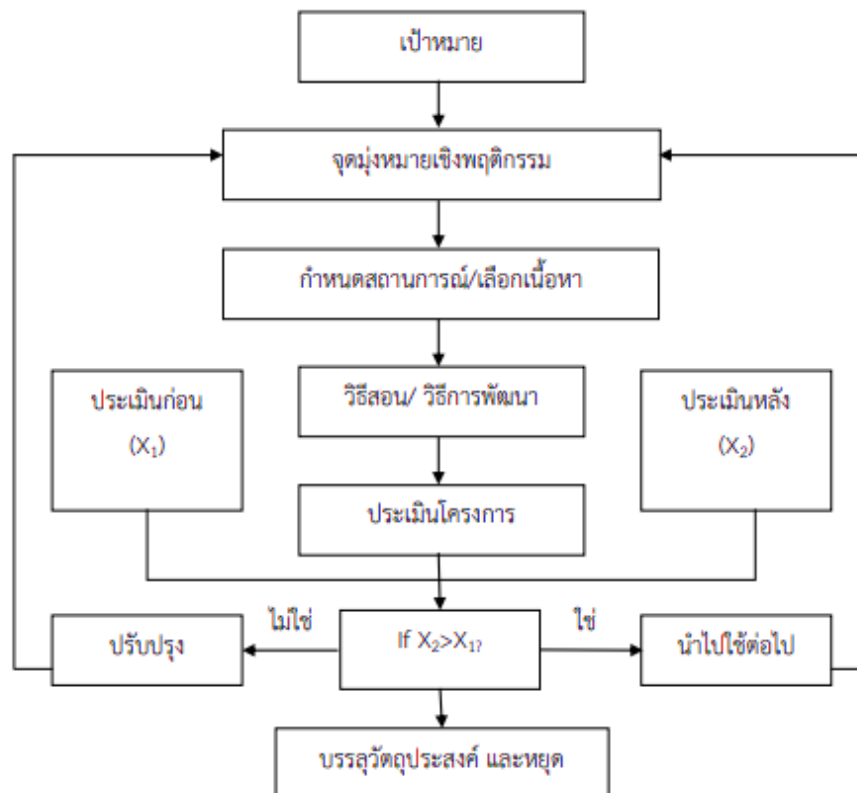 เป้าหมาย
จุดมุ่งหมายเชิงพฤติกรรม
กำหนดสถานการณ์/เลือกเนื้อหา
วิธีสอน/ วิธีการพัฒนา
ประเมินก่อน
(X₁)
ประเมินหลัง
(X₂)
ประเมินโครงการ
ไม่ใช่
ใช่
ปรับปรุง
If X₂>X₁?
นำไปใช้ต่อไป
บรรลุวัตถุประสงค์ และหยุด